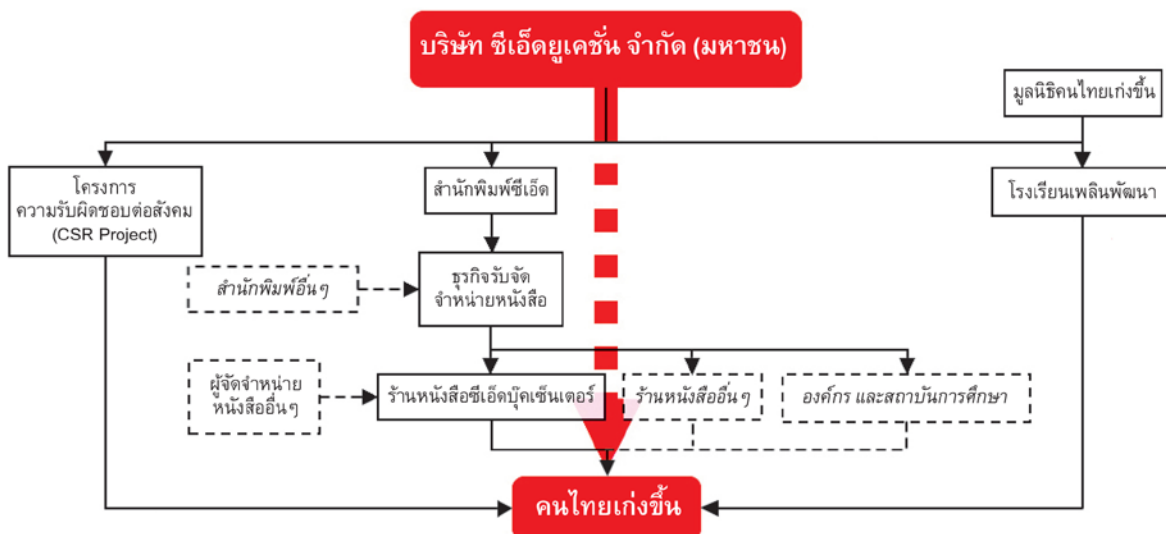 บริษัท ซีเอ็ดยูเคชั่น จำกัด (มหาชน)
มูลนิธิคนไทยเก่งขึ้น
โครงการ
ความรับผิดชอบต่อสังคม
(CSR Project)
สำนักพิมพ์ซีเอ็ด
โรงเรียนเพลินพัฒนา
สำนักพิมพ์อื่นๆ
ธุรกิจรับจัด
จำหน่ายหนังสือ
ผู้จัดจำหน่าย
หนังสืออื่นๆ
ร้านหนังสือซีเอ็ดบุ๊คเซ็นเตอร์
ร้านหนังสืออื่นๆ
องค์กร และสถาบันการศึกษา
คนไทยเก่งขึ้น